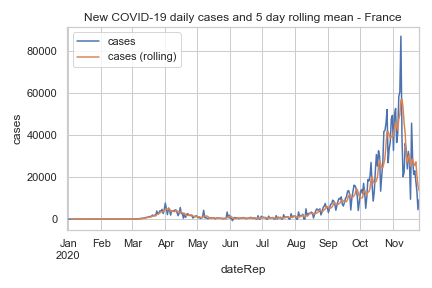 New COVID-19 daily cases and 5 day rolling mean - France
cases
cases (rolling)
80000
60000
40000
20000
0
cases
Jan Feb Mar Apr May Jun Jul Aug Sep Oct Nov
2020
dateRep